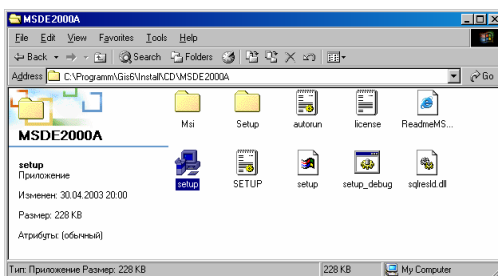 MSDE2000A
File Edit View Favorites Tools Help
Back Search Folders
Address C:\Programm\Gis6\Install\CD\MSDE2000A Go
MSDE2000A
setup
Приложение
Изменен: 30.04.2003 20:00
Размер: 228 KB
Атрибуты: (обычный)
Msi Setup autorun license ReadmeMS...
setup SETUP setup setup_debug sqlresld.dll
Тип: Приложение Размер: 228 KB 228 KB My Computer